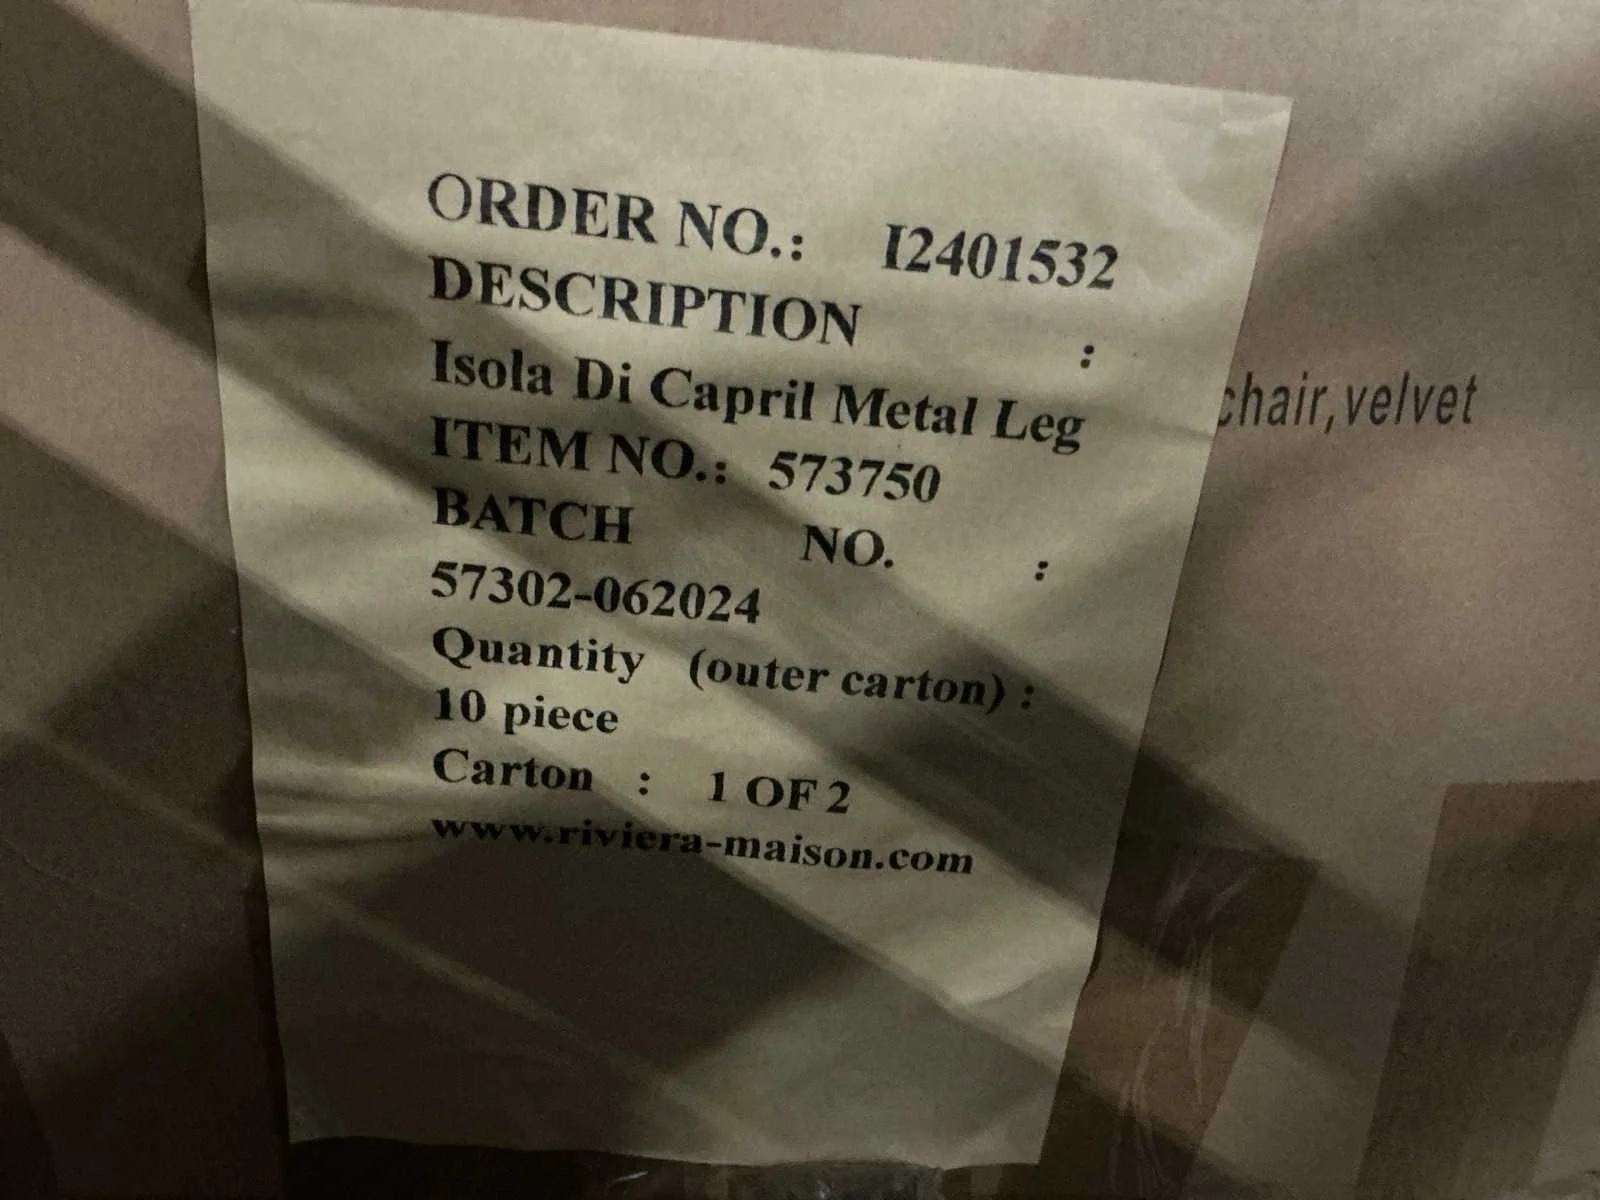 ORDER NO.: I2401532
DESCRIPTION :
Isola Di Capril Metal Leg
ITEM NO.: 573750
BATCH NO. :
57302-062024
Quantity (outer carton) :
10 piece
Carton : 1 OF 2
www.riviera-maison.com
chair,velvet